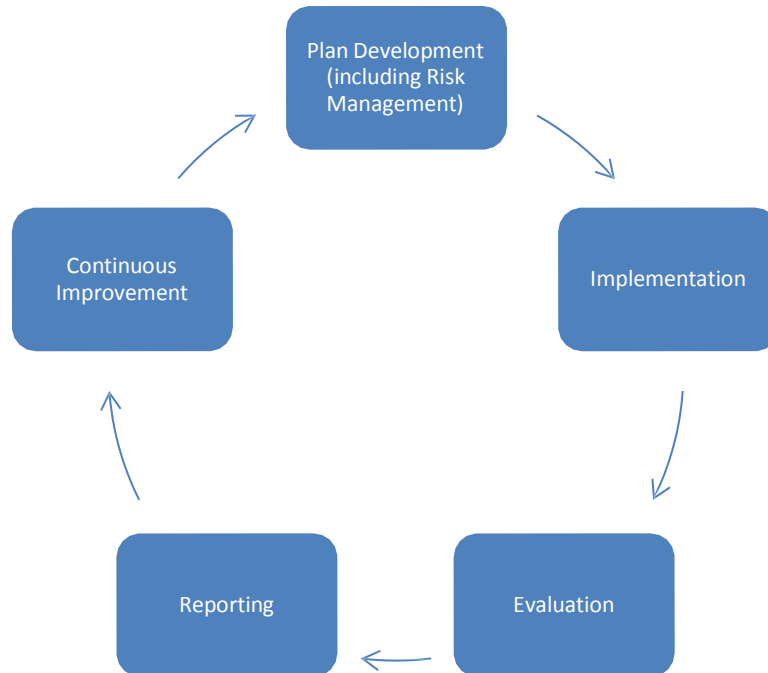 Plan Development
(including Risk
Management)
Implementation
Evaluation
Reporting
Continuous
Improvement